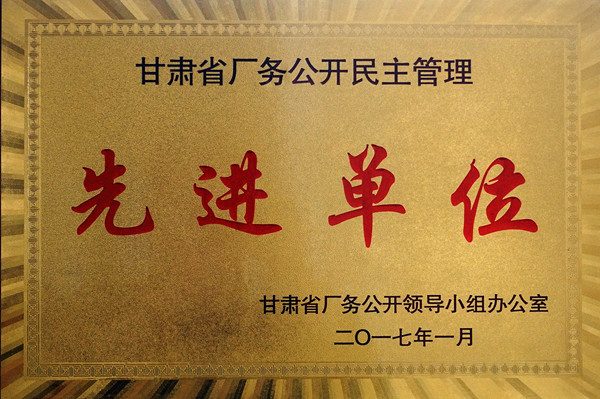 甘肃省厂务公开民主管理
先进单位
甘肃省厂务公开领导小组办公室
二〇一七年一月